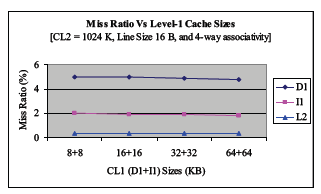 Miss Ratio Vs Level-1 Cache Sizes
[CL2 = 1024 K, Line Size 16 B, and 4-way associativity]
Miss Ratio (%)
6
4
2
0
8+8 16+16 32+32 64+64
CL1 (D1+I1) Sizes (KB)
D1
I1
L2